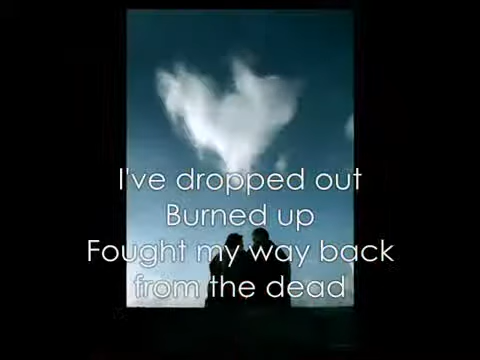 I've dropped out
Burned up
Fought my way back
from the dead